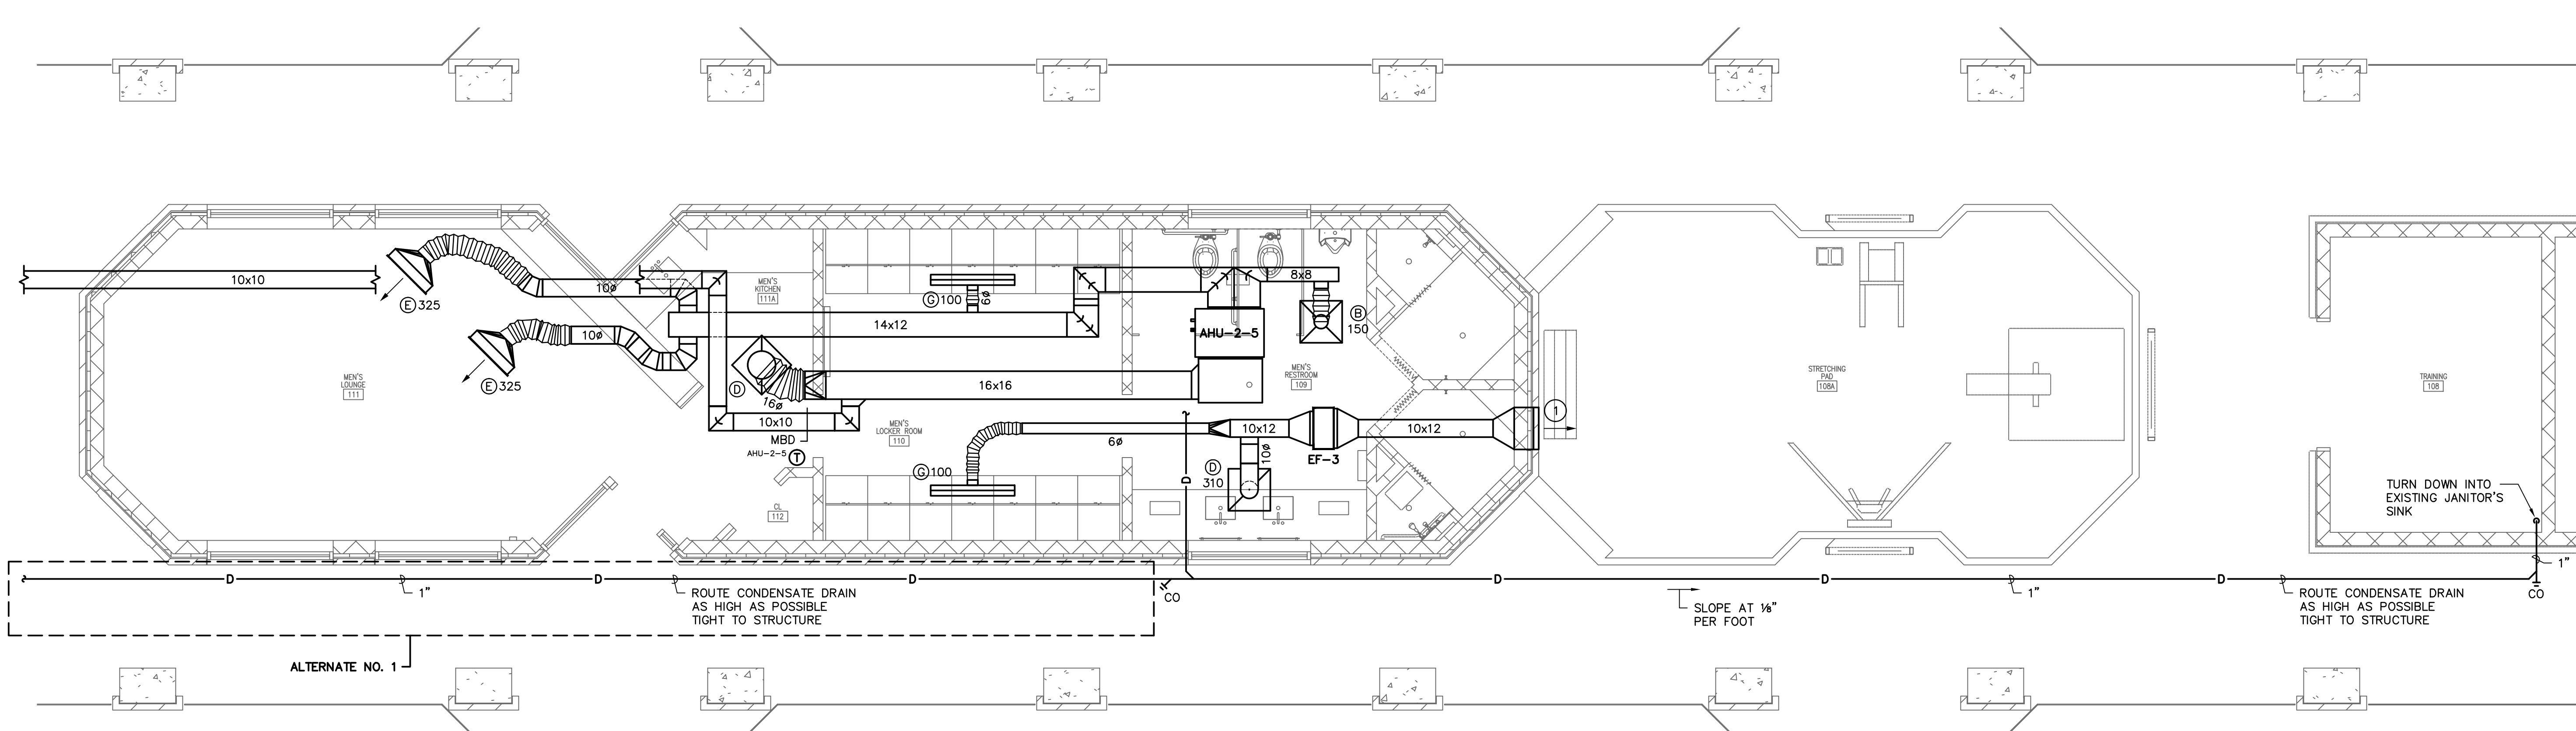 10x10
10ø
E 325
10ø
E 325
MEN'S
LOUNGE
111
MEN'S
KITCHEN
111A
G 100
6ø
14x12
8x8
B
150
AHU-2-5
D
16ø
16x16
10x10
MBD
AHU-2-5 T
MEN'S
LOCKER ROOM
110
MEN'S
RESTROOM
109
6ø
10x12
10x12
10ø
EF-3
1
G 100
D
310
D
CL
112
STRETCHING
PAD
108A
TRAINING
108
TURN DOWN INTO
EXISTING JANITOR'S
SINK
1"
CO
D
D
D
D
D
D
1"
ROUTE CONDENSATE DRAIN
AS HIGH AS POSSIBLE
TIGHT TO STRUCTURE
CO
SLOPE AT ⅛"
PER FOOT
1"
ROUTE CONDENSATE DRAIN
AS HIGH AS POSSIBLE
TIGHT TO STRUCTURE
ALTERNATE NO. 1